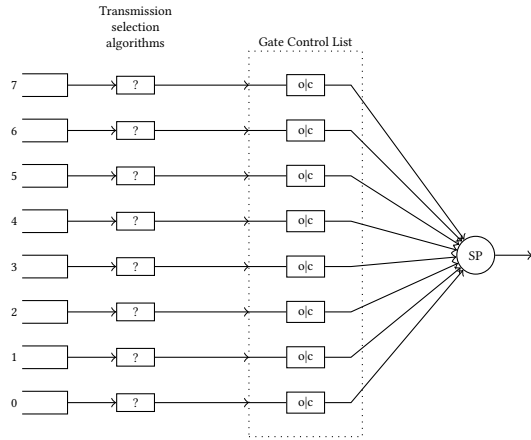 Transmission
selection
algorithms
Gate Control List
7 ? o|c
6 ? o|c
5 ? o|c
4 ? o|c
3 ? o|c
SP
2 ? o|c
1 ? o|c
0 ? o|c